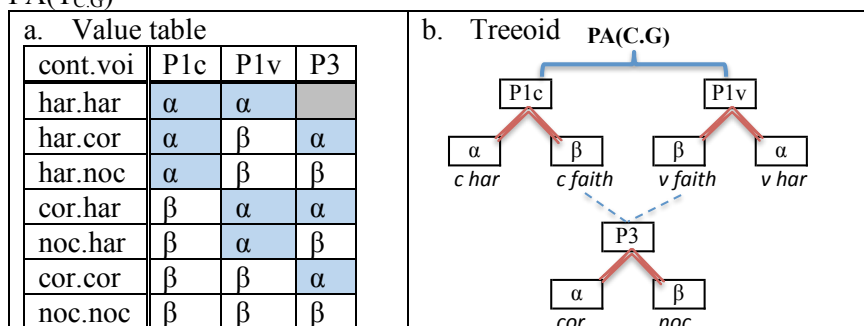 PA(T_C.G)
a. Value table
cont.voi P1c P1v P3
har.har α α
har.cor α β α
har.noc α β β
cor.har β α α
noc.har β α β
cor.cor β β α
noc.noc β β β
b. Treeoid PA(C.G)
P1c P1v
α β β α
c har c faith v faith v har
P3
α β
cor noc